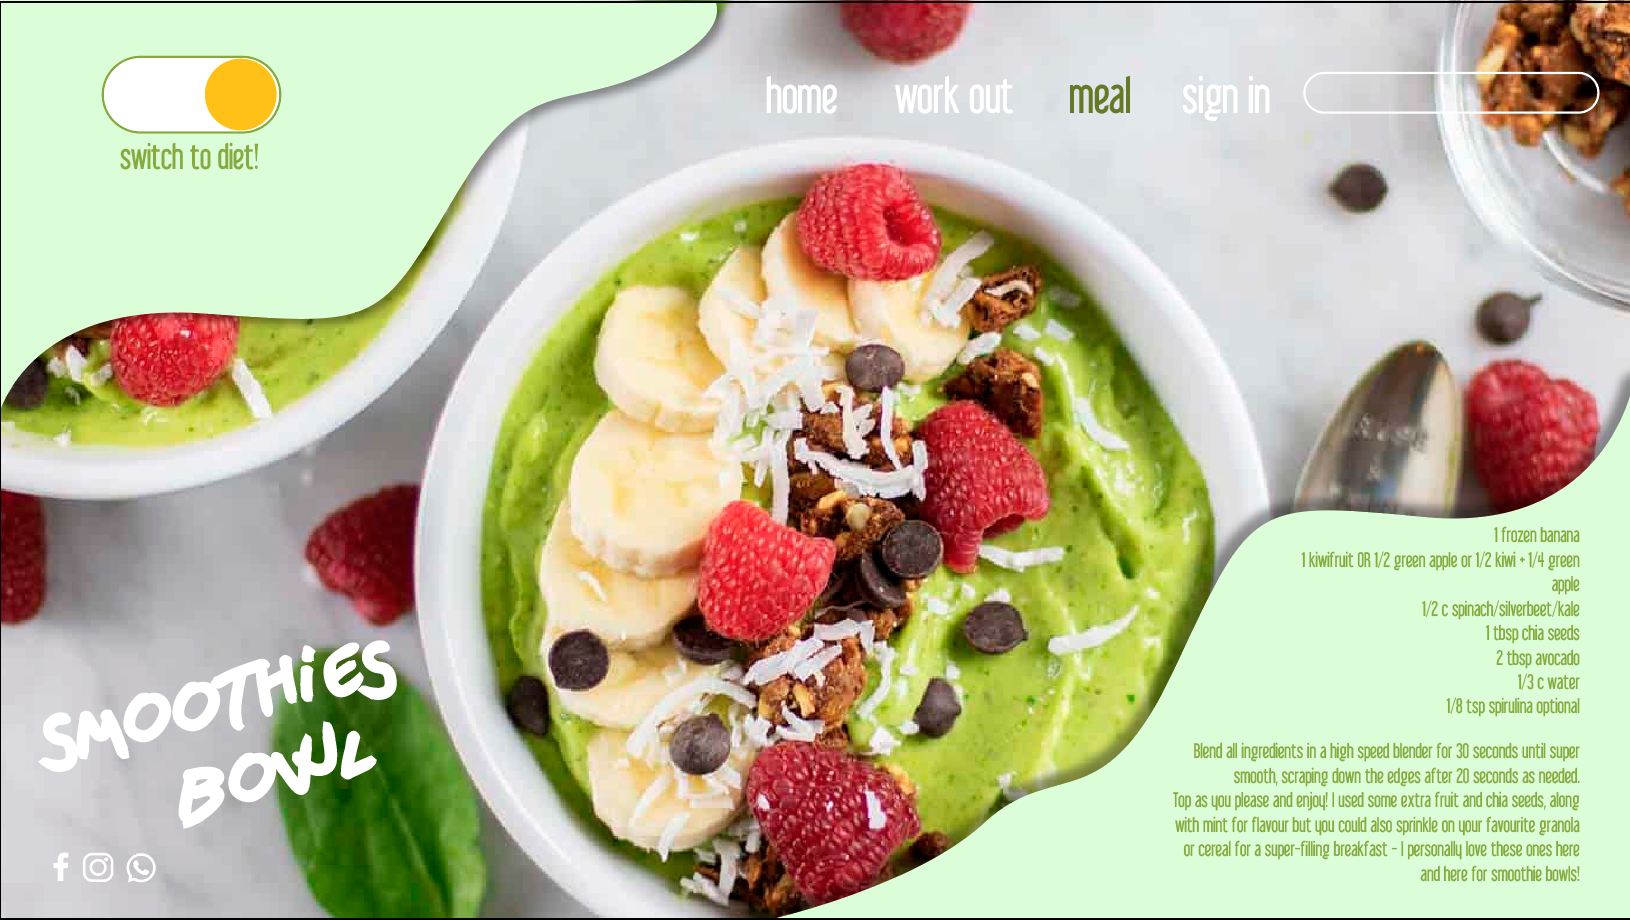 home work out meal sign in
switch to diet!
SMOOTHiES
BOWL
1 frozen banana
1 kiwifruit OR 1/2 green apple or 1/2 kiwi + 1/4 green
apple
1/2 c spinach/silverbeet/kale
1 tbsp chia seeds
2 tbsp avocado
1/3 c water
1/8 tsp spirulina optional
Blend all ingredients in a high speed blender for 30 seconds until super
smooth, scraping down the edges after 20 seconds as needed.
Top as you please and enjoy! I used some extra fruit and chia seeds, along
with mint for flavour but you could also sprinkle on your favourite granola
or cereal for a super-filling breakfast - I personally love these ones here
and here for smoothie bowls!